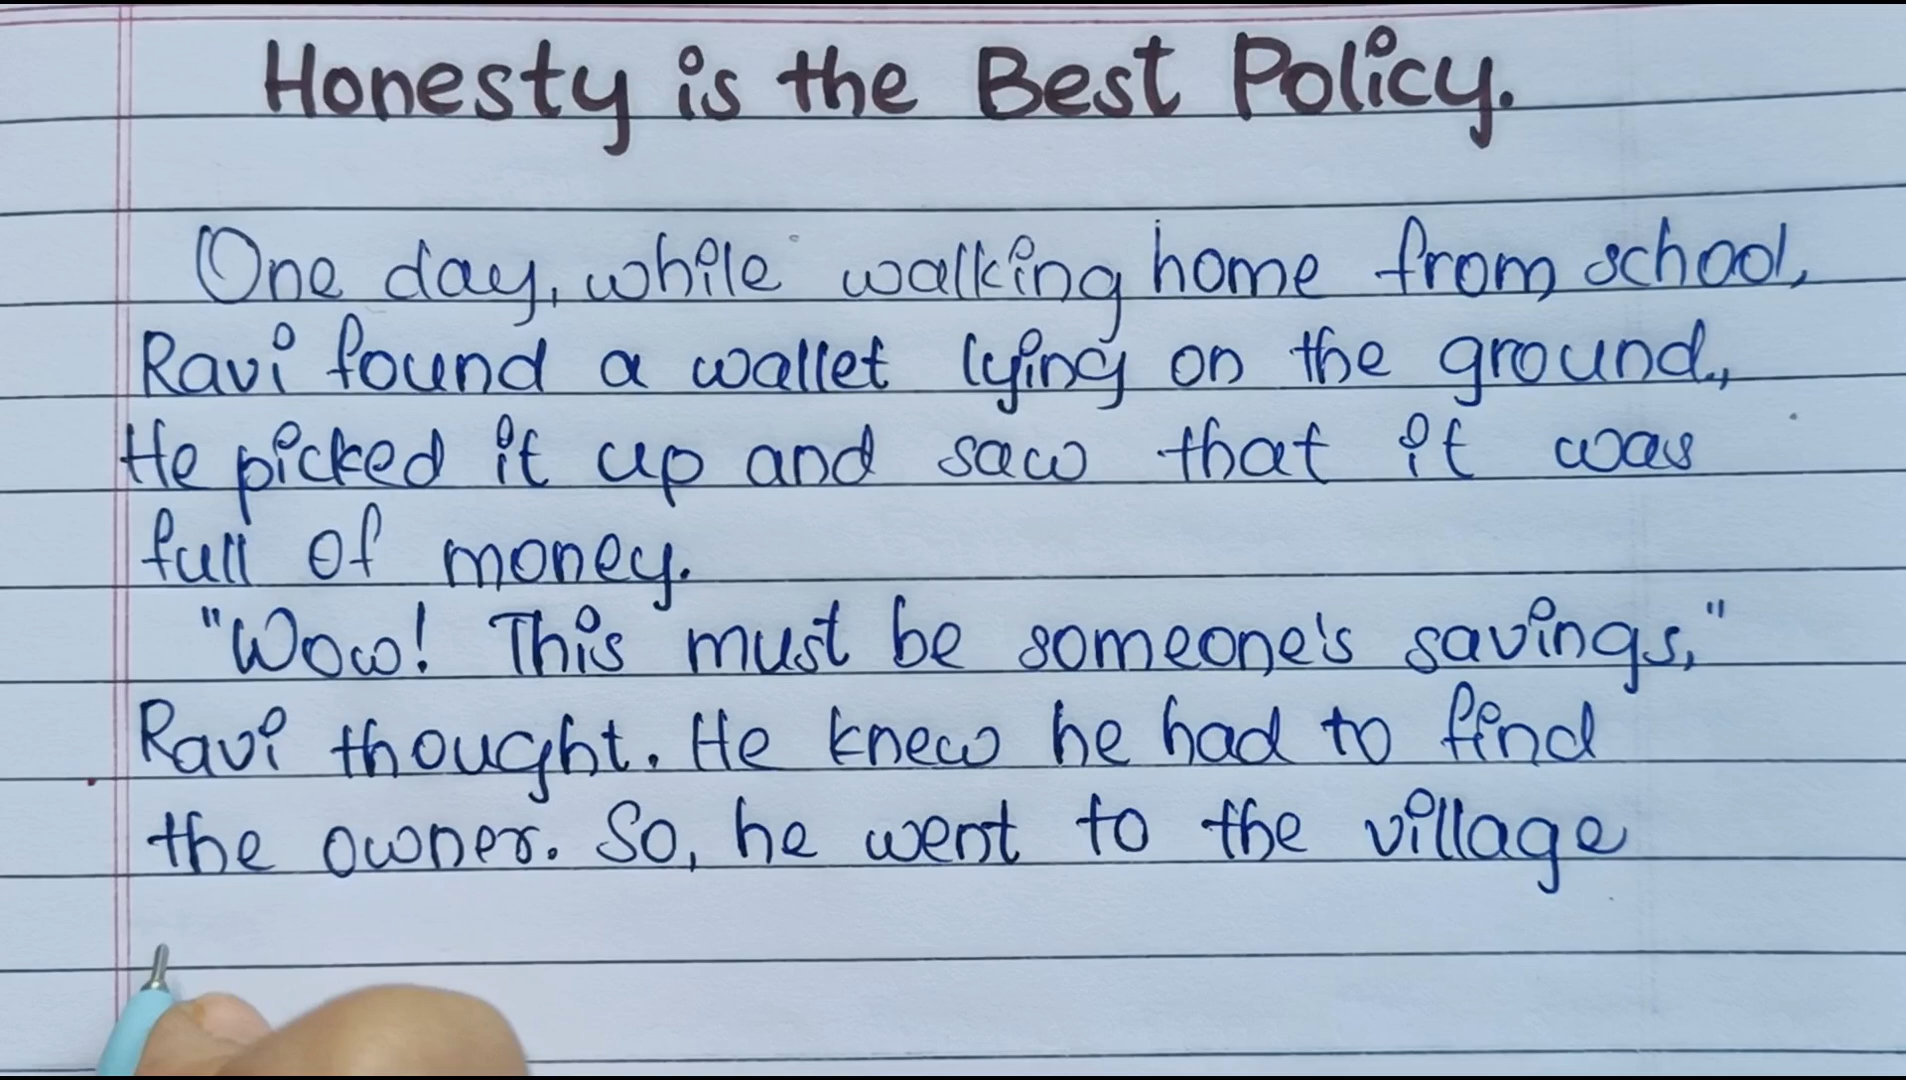 Honesty is the Best Policy.
One day, while walking home from school,
Ravi found a wallet lying on the ground.,
He picked it up and saw that it was
full of money.
"Wow! This must be someone's savings,"
Ravi thought. He knew he had to find
the owner. So, he went to the village